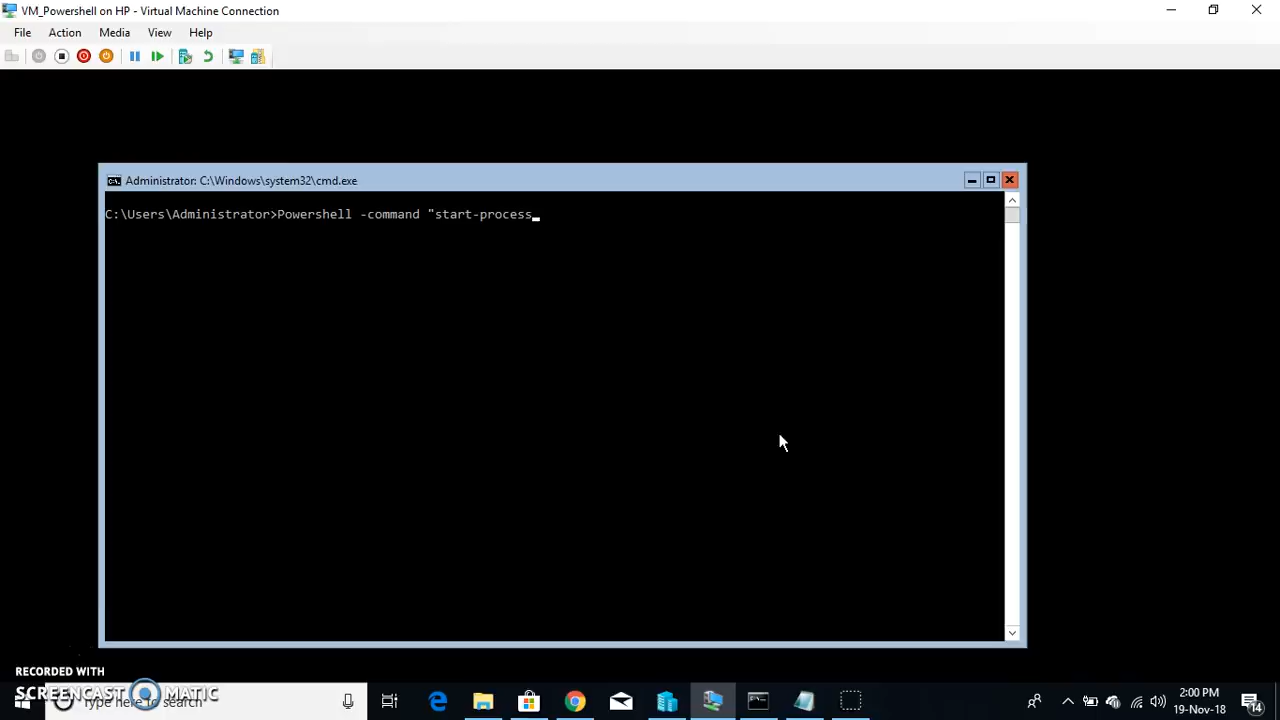 VM_Powershell on HP - Virtual Machine Connection
File Action Media View Help
Administrator: C:\Windows\system32\cmd.exe
C:\Users\Administrator>Powershell -command "start-process_
RECORDED WITH
SCREENCAST MATIC
Type here to search
2:00 PM
19-Nov-18
14